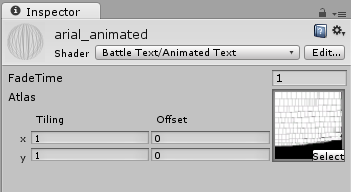 Inspector
arial_animated
Shader Battle Text/Animated Text Edit...
FadeTime 1
Atlas
Tiling Offset
x 1 0
y 1 0
Select